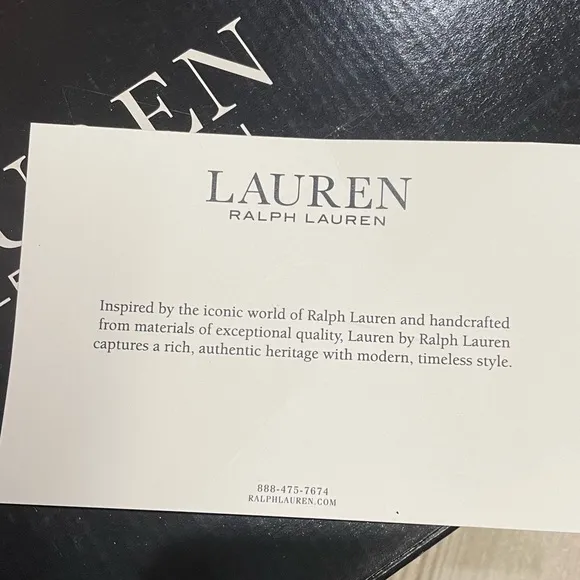 LAUREN
RALPH LAUREN
Inspired by the iconic world of Ralph Lauren and handcrafted
from materials of exceptional quality, Lauren by Ralph Lauren
captures a rich, authentic heritage with modern, timeless style.
888-475-7674
RALPHLAUREN.COM